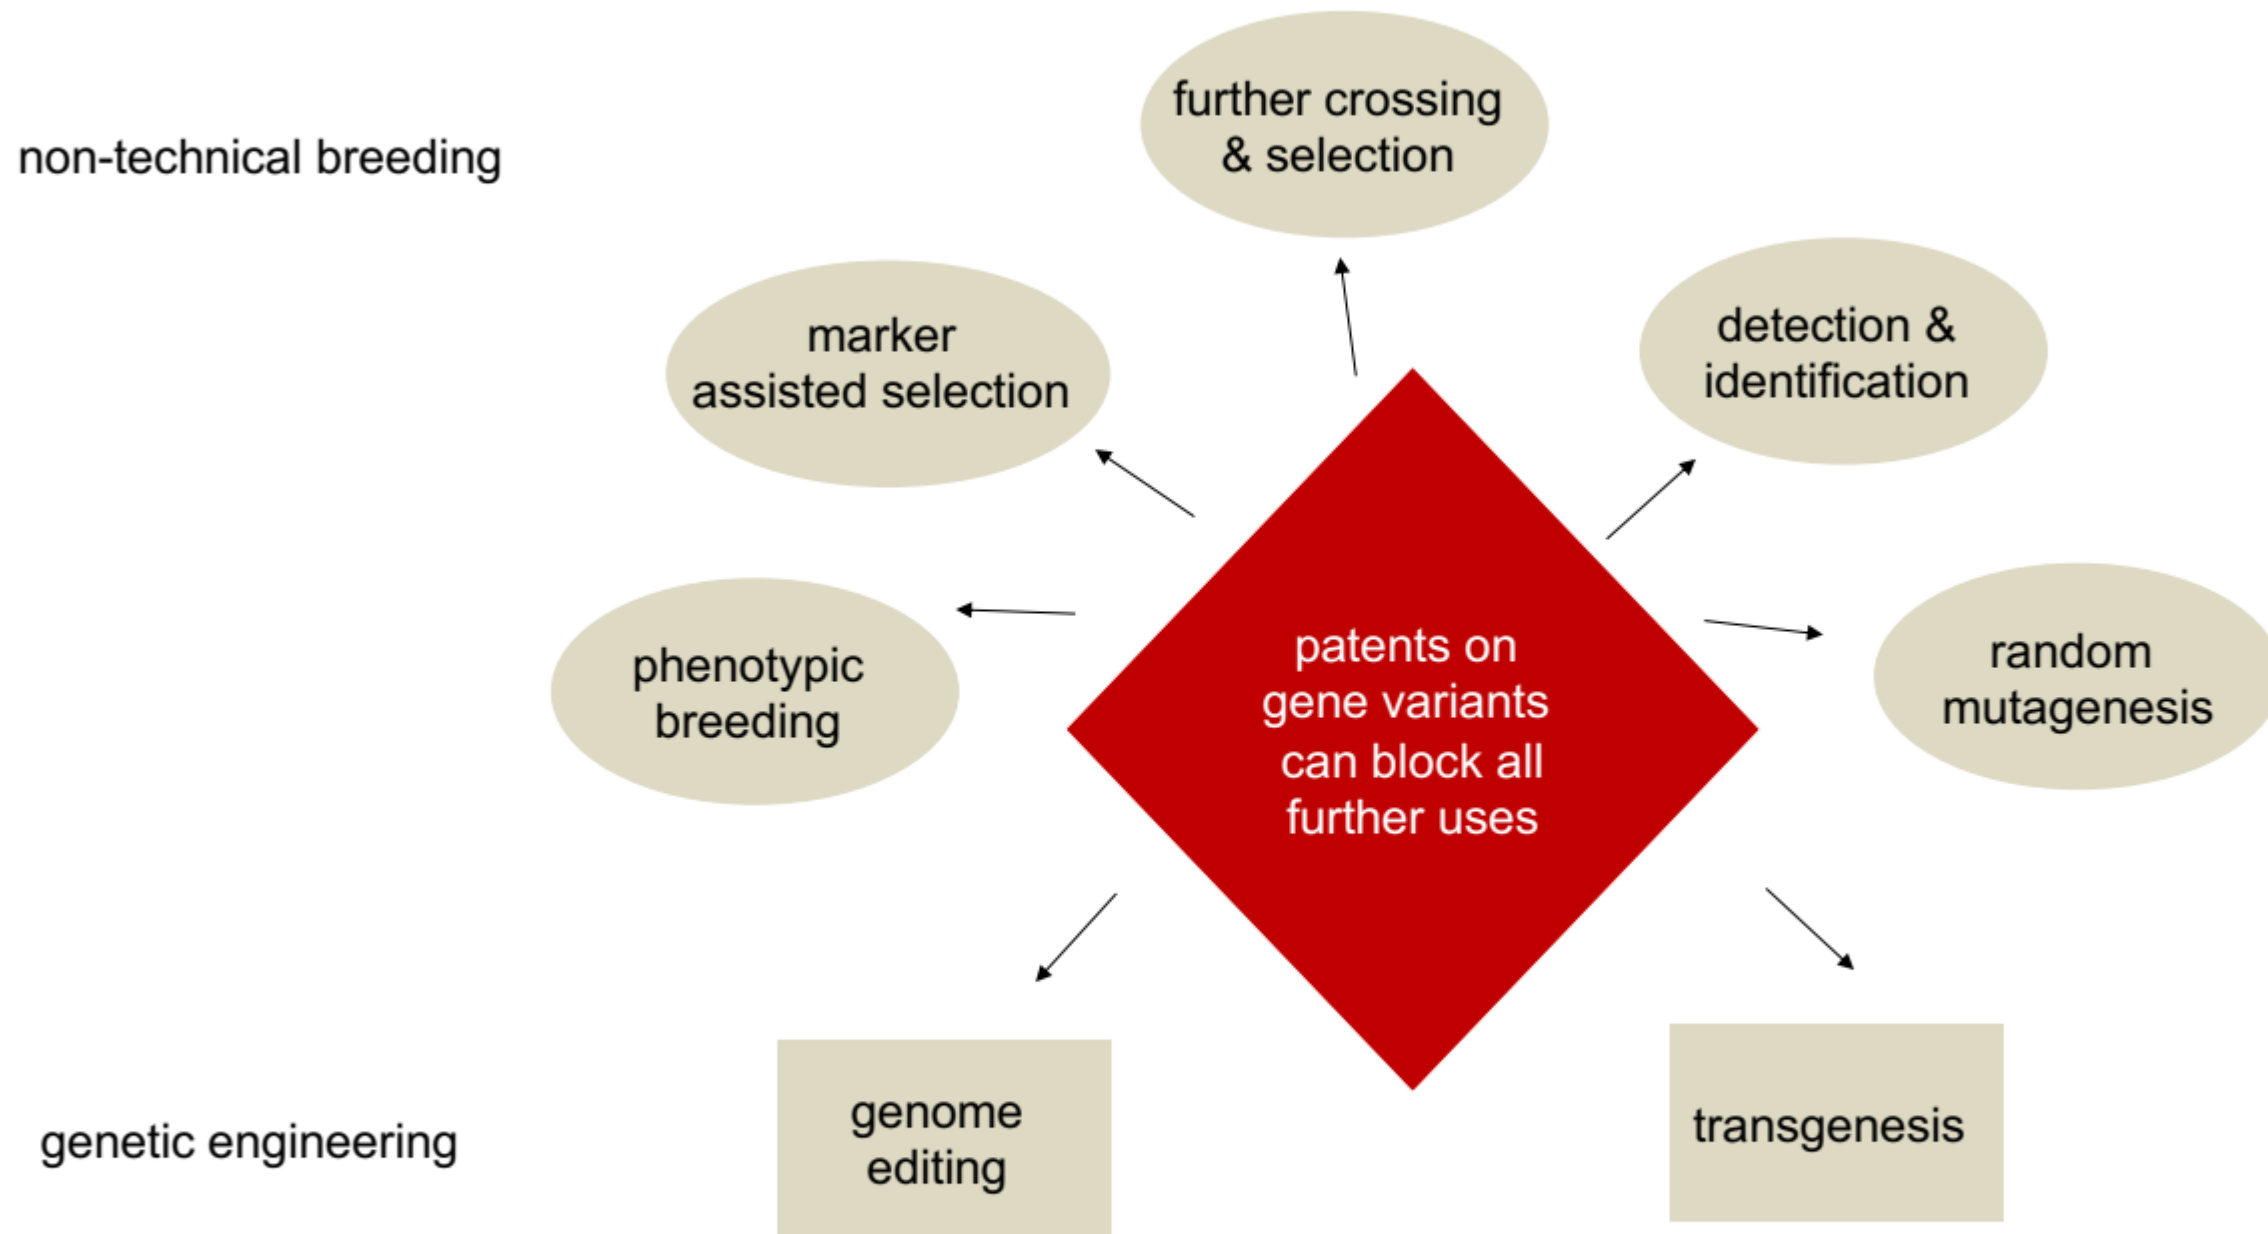 further crossing
& selection
non-technical breeding
marker
assisted selection
detection &
identification
phenotypic
breeding
patents on
gene variants
can block all
further uses
random
mutagenesis
genetic engineering
genome
editing
transgenesis